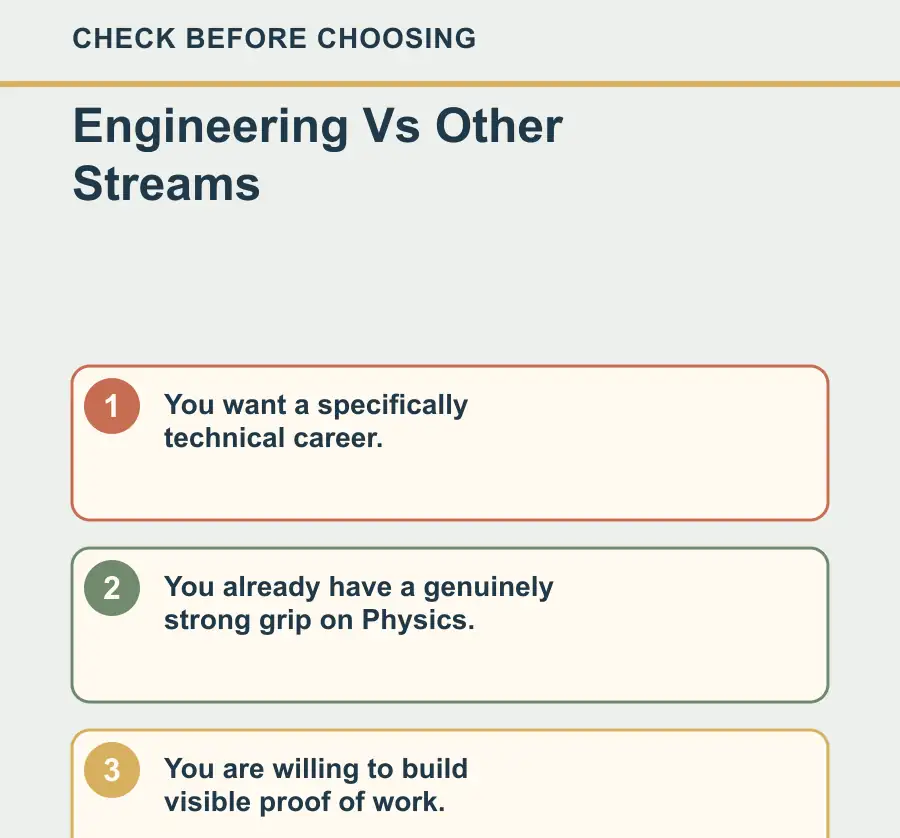 CHECK BEFORE CHOOSING
Engineering Vs Other
Streams
1
You want a specifically
technical career.
2
You already have a genuinely
strong grip on Physics.
3
You are willing to build
visible proof of work.